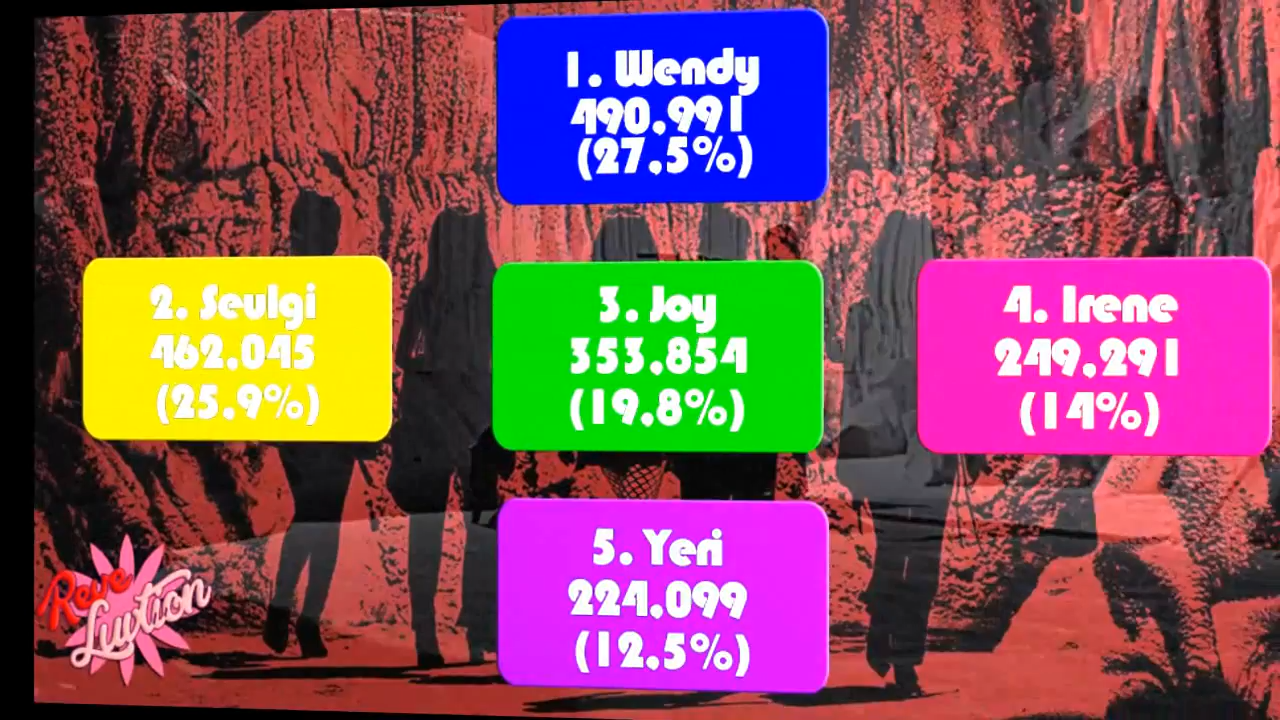 1. Wendy
490.991
(27.5%)
2. Seulgi
462.045
(25.9%)
3. Joy
353.854
(19.8%)
4. Irene
249.291
(14%)
5. Yeri
224.099
(12.5%)
Reve
Luvtion